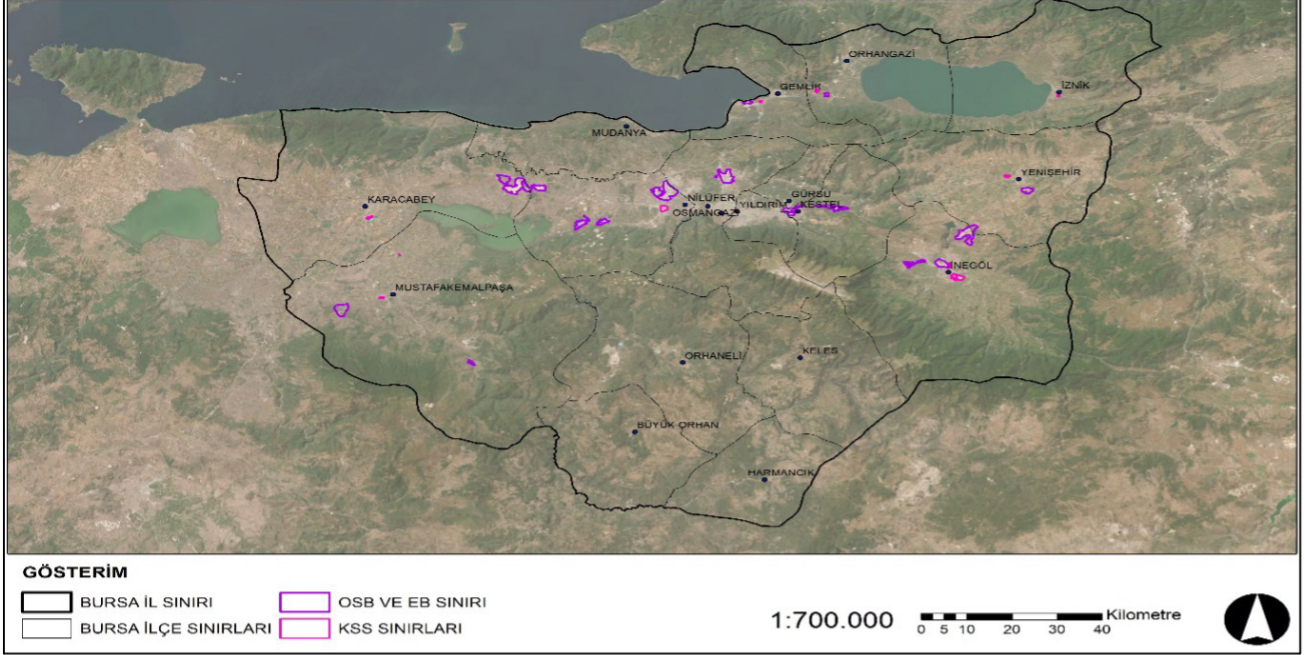 ORHANGAZİ
GEMLİK
İZNİK
MUDANYA
YENİŞEHİR
KARACABEY
NİLÜFER
GÜRSU
OSMANGAZİ
YILDIRIM
KESTEL
İNEGÖL
MUSTAFAKEMALPAŞA
ORHANELİ
KELES
BÜYÜK ORHAN
HARMANCIK
GÖSTERİM
BURSA İL SINIRI
OSB VE EB SINIRI
BURSA İLÇE SINIRLARI
KSS SINIRLARI
1:700.000
Kilometre
0 5 10 20 30 40